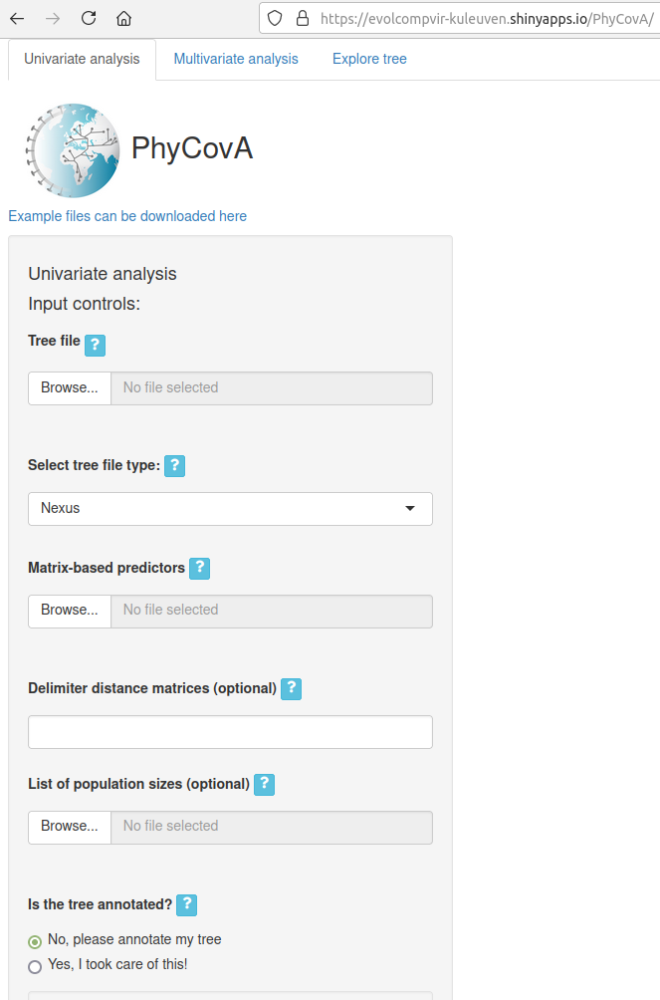 https://evolcompvir-kuleuven.shinyapps.io/PhyCovA/
Univariate analysis Multivariate analysis Explore tree
PhyCovA
Example files can be downloaded here
Univariate analysis
Input controls:
Tree file ?
Browse... No file selected
Select tree file type: ?
Nexus
Matrix-based predictors ?
Browse... No file selected
Delimiter distance matrices (optional) ?
List of population sizes (optional) ?
Browse... No file selected
Is the tree annotated? ?
No, please annotate my tree
Yes, I took care of this!